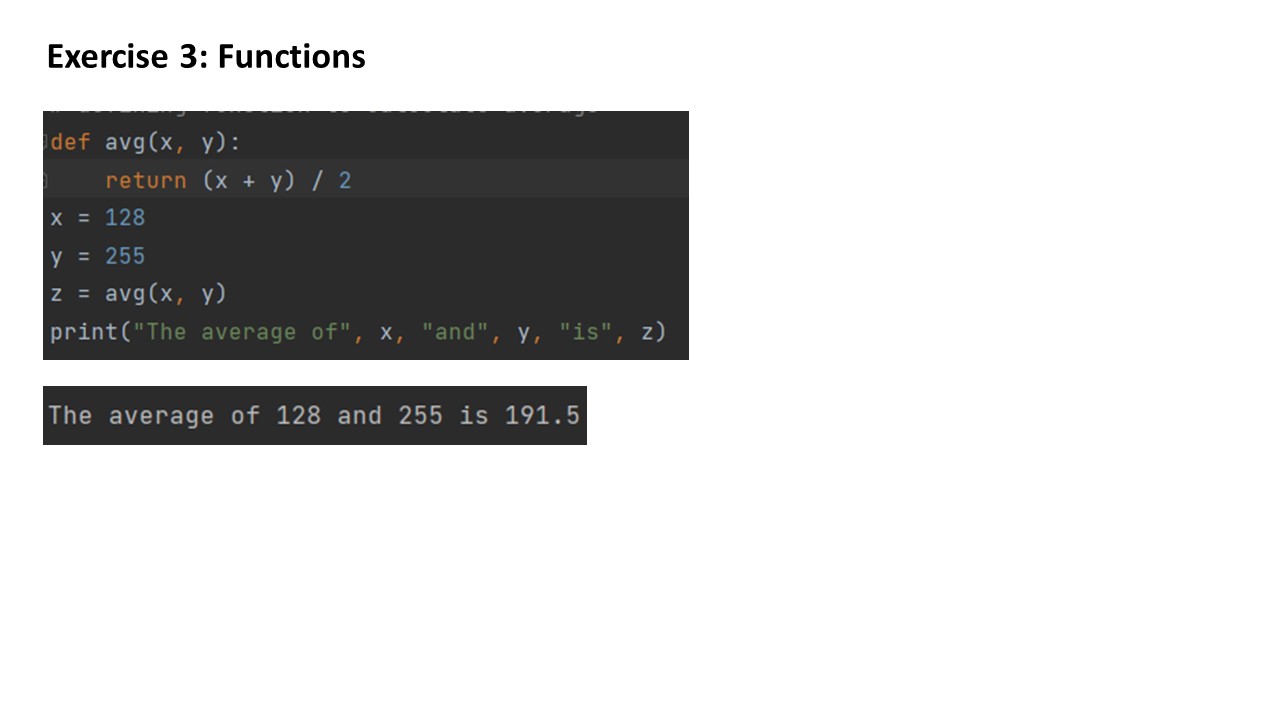 Exercise 3: Functions
def avg(x, y):
    return (x + y) / 2
x = 128
y = 255
z = avg(x, y)
print("The average of", x, "and", y, "is", z)
The average of 128 and 255 is 191.5